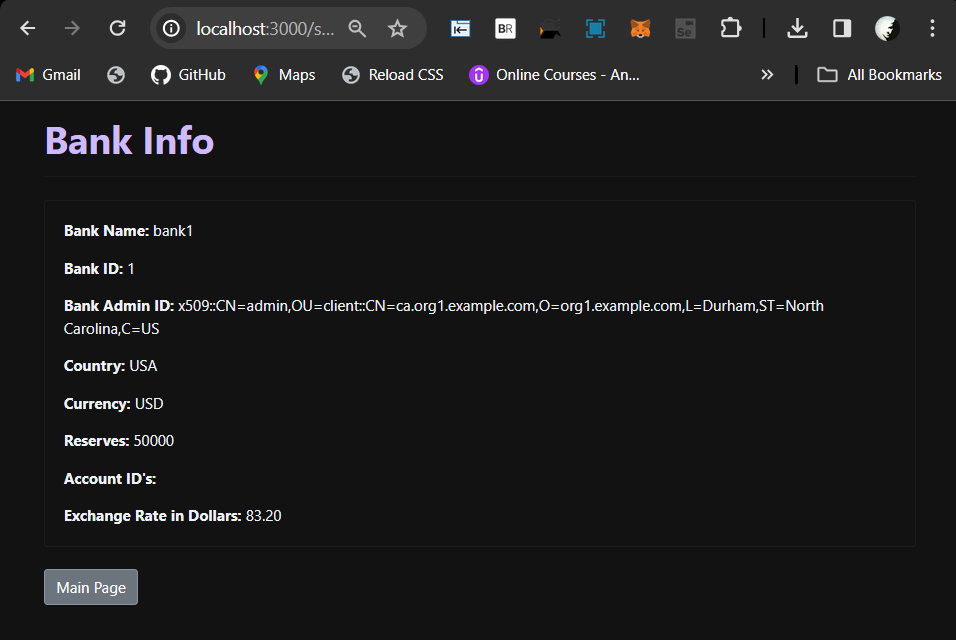 localhost:3000/s...
BR
Se
Gmail
GitHub
Maps
Reload CSS
Online Courses - An...
All Bookmarks
Bank Info
Bank Name: bank1
Bank ID: 1
Bank Admin ID: x509::CN=admin,OU=client::CN=ca.org1.example.com,O=org1.example.com,L=Durham,ST=North
Carolina,C=US
Country: USA
Currency: USD
Reserves: 50000
Account ID's:
Exchange Rate in Dollars: 83.20
Main Page